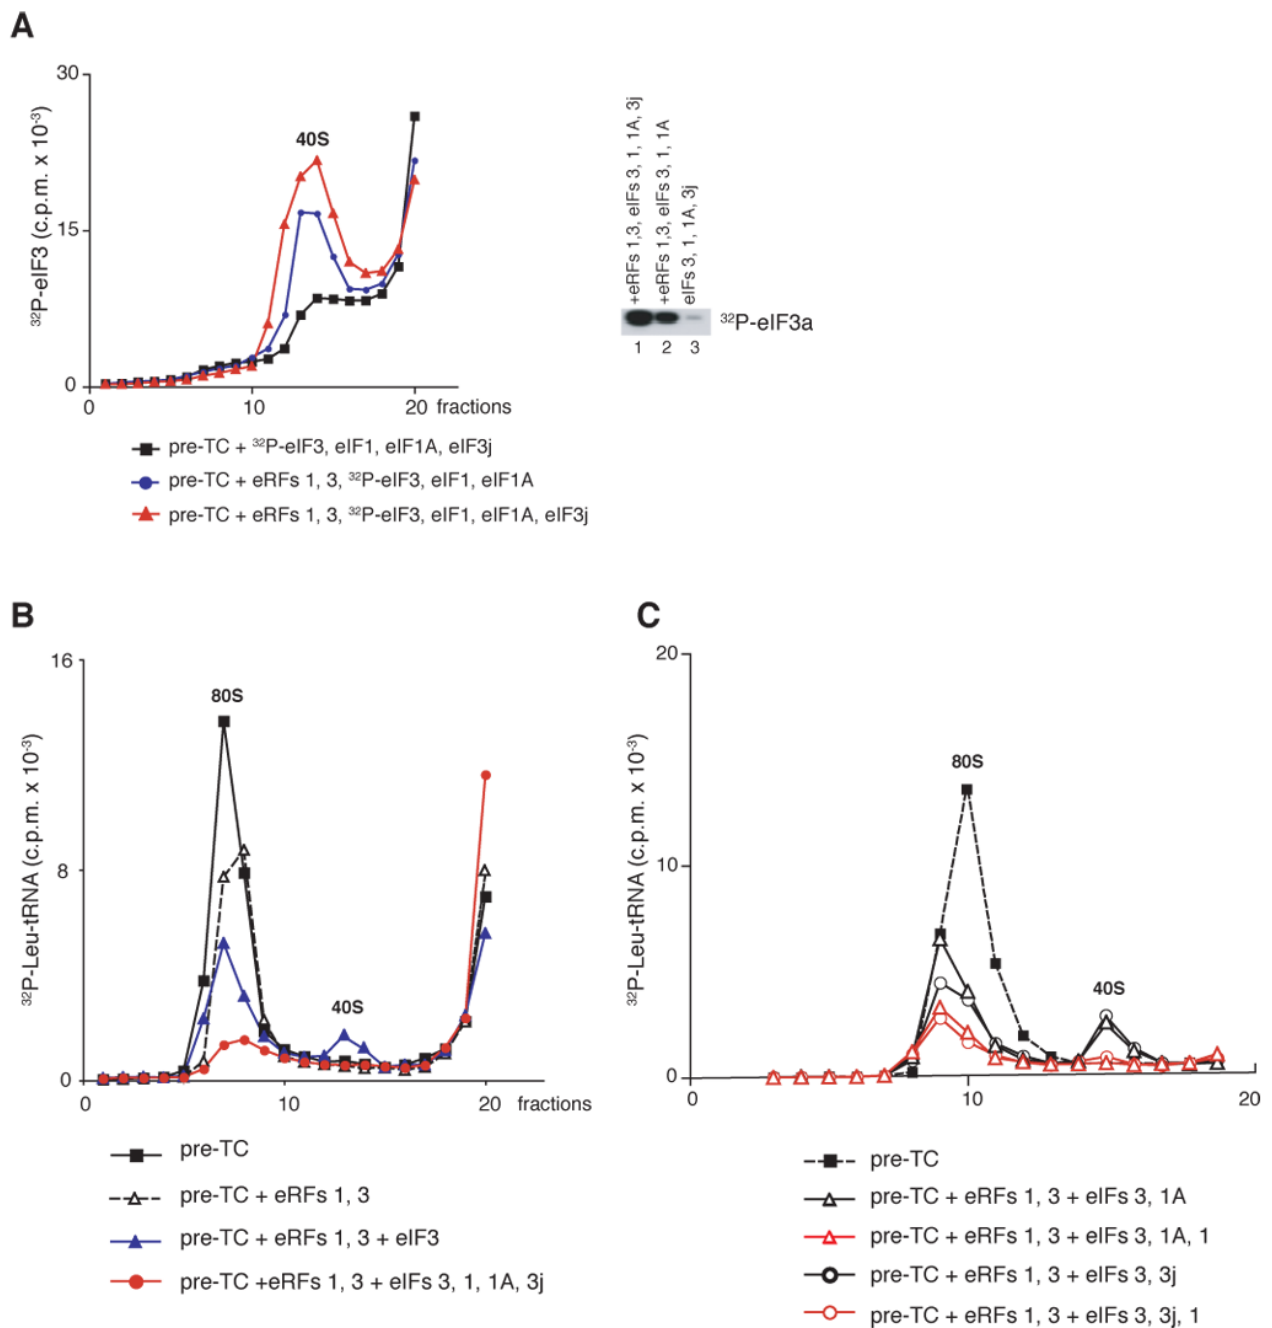 A
30
15
0
³²P-eIF3 (c.p.m. x 10⁻³)
40S
0
10
20 fractions
pre-TC + ³²P-eIF3, eIF1, eIF1A, eIF3j
pre-TC + eRFs 1, 3, ³²P-eIF3, eIF1, eIF1A
pre-TC + eRFs 1, 3, ³²P-eIF3, eIF1, eIF1A, eIF3j
+eRFs 1,3, eIFs 3, 1, 1A, 3j
+eRFs 1,3, eIFs 3, 1, 1A
eIFs 3, 1, 1A, 3j
³²P-eIF3a
1 2 3
B
16
8
0
³²P-Leu-tRNA (c.p.m. x 10⁻³)
80S
40S
0
10
20 fractions
pre-TC
pre-TC + eRFs 1, 3
pre-TC + eRFs 1, 3 + eIF3
pre-TC +eRFs 1, 3 + eIFs 3, 1, 1A, 3j
C
20
10
0
³²P-Leu-tRNA (c.p.m. x 10⁻³)
80S
40S
0
10
20
pre-TC
pre-TC + eRFs 1, 3 + eIFs 3, 1A
pre-TC + eRFs 1, 3 + eIFs 3, 1A, 1
pre-TC + eRFs 1, 3 + eIFs 3, 3j
pre-TC + eRFs 1, 3 + eIFs 3, 3j, 1